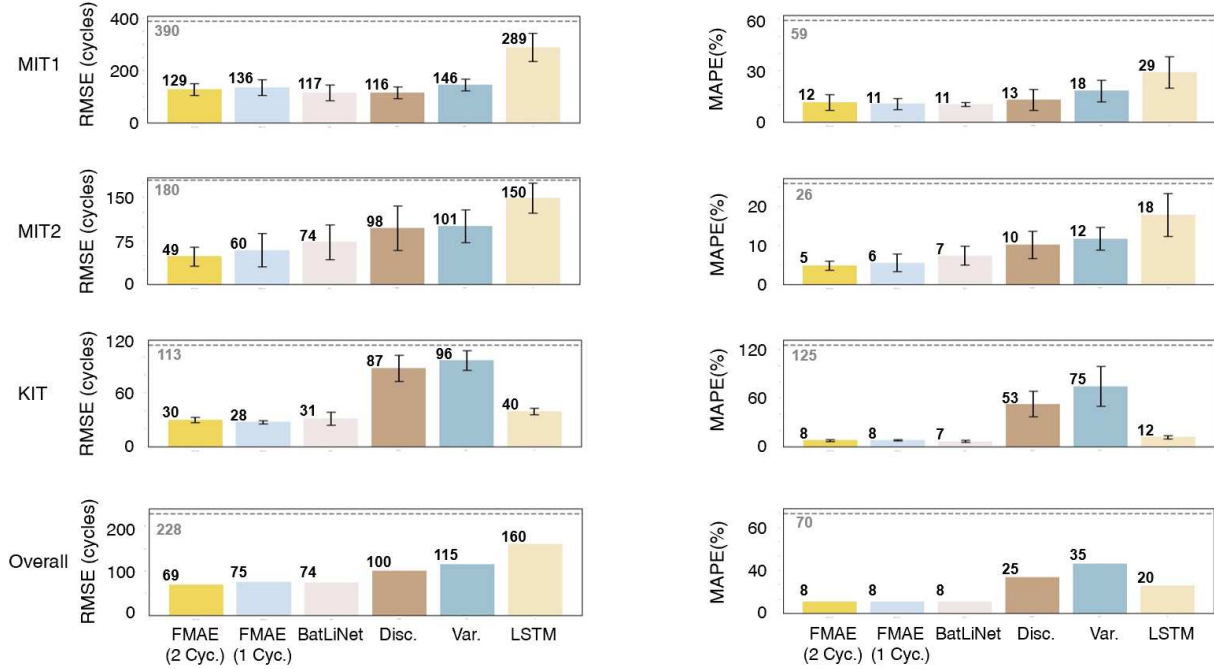 MIT1
RMSE (cycles)
400
200
0
390
129
136
117
116
146
289
MAPE(%)
60
30
0
59
12
11
11
13
18
29
MIT2
RMSE (cycles)
150
75
0
180
49
60
74
98
101
150
MAPE(%)
20
10
0
26
5
6
7
10
12
18
KIT
RMSE (cycles)
120
60
0
113
30
28
31
87
96
40
MAPE(%)
120
60
0
125
8
8
7
53
75
12
Overall
RMSE (cycles)
200
100
0
228
69
75
74
100
115
160
MAPE(%)
60
40
0
70
8
8
8
25
35
20
FMAE
(2 Cyc.)
FMAE
(1 Cyc.)
BatLiNet
Disc.
Var.
LSTM
FMAE
(2 Cyc.)
FMAE
(1 Cyc.)
BatLiNet
Disc.
Var.
LSTM